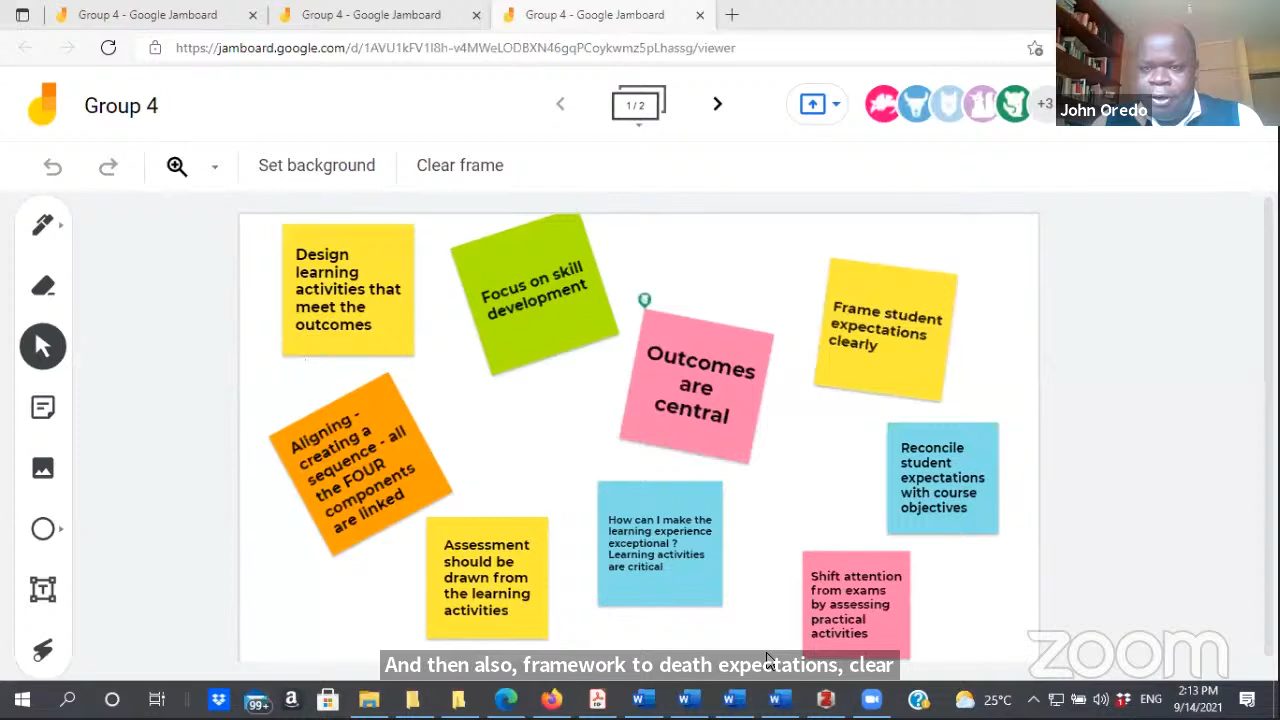 Group 4 - Google Jamboard
Group 4 - Google Jamboard
Group 4 - Google Jamboard
https://jamboard.google.com/d/1AVU1kFV1I8h-v4MWeLODBXN46gqPCoykwmz5pLhassg/viewer
Group 4
1 / 2
+3
John Oredo
Set background
Clear frame
Design
learning
activities that
meet the
outcomes
Focus on skill
development
Outcomes
are
central
Frame student
expectations
clearly
Aligning -
creating a
sequence - all
the FOUR
components
are linked
Reconcile
student
expectations
with course
objectives
Assessment
should be
drawn from
the learning
activities
How can I make the
learning experience
exceptional ?
Learning activities
are critical
Shift attention
from exams
by assessing
practical
activities
zoom
And then also, framework to death expectations, clear
99+
25°C
ENG
2:13 PM
9/14/2021